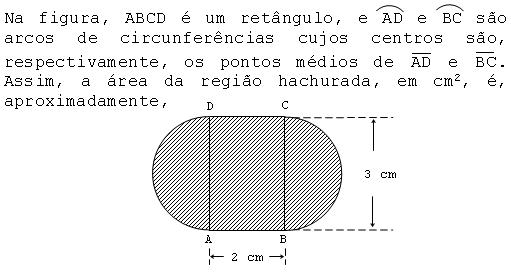 Na figura, ABCD é um retângulo, e AD e BC são
arcos de circunferências cujos centros são,
respectivamente, os pontos médios de AD e BC.
Assim, a área da região hachurada, em cm², é,
aproximadamente,
D C
3 cm
A B
2 cm